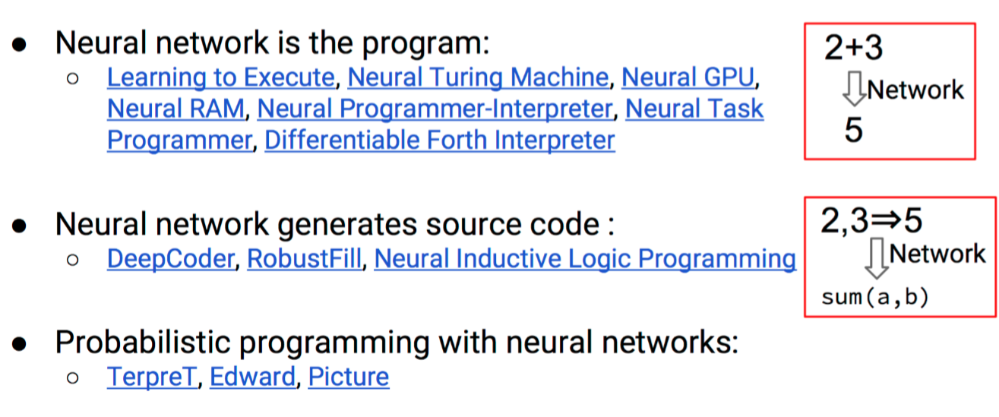 ● Neural network is the program:
○ Learning to Execute, Neural Turing Machine, Neural GPU,
Neural RAM, Neural Programmer-Interpreter, Neural Task
Programmer, Differentiable Forth Interpreter
2+3
Network
5
● Neural network generates source code :
○ DeepCoder, RobustFill, Neural Inductive Logic Programming
2,3⇒5
Network
sum(a,b)
● Probabilistic programming with neural networks:
○ TerpreT, Edward, Picture